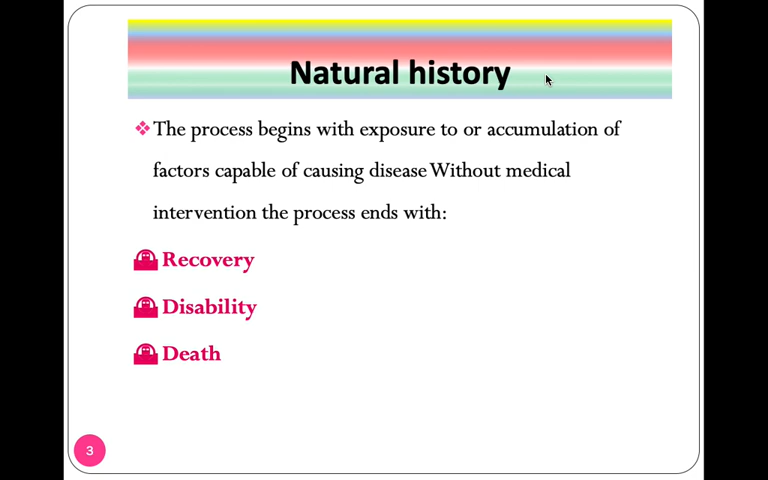 Natural history
The process begins with exposure to or accumulation of
factors capable of causing disease Without medical
intervention the process ends with:
Recovery
Disability
Death
3